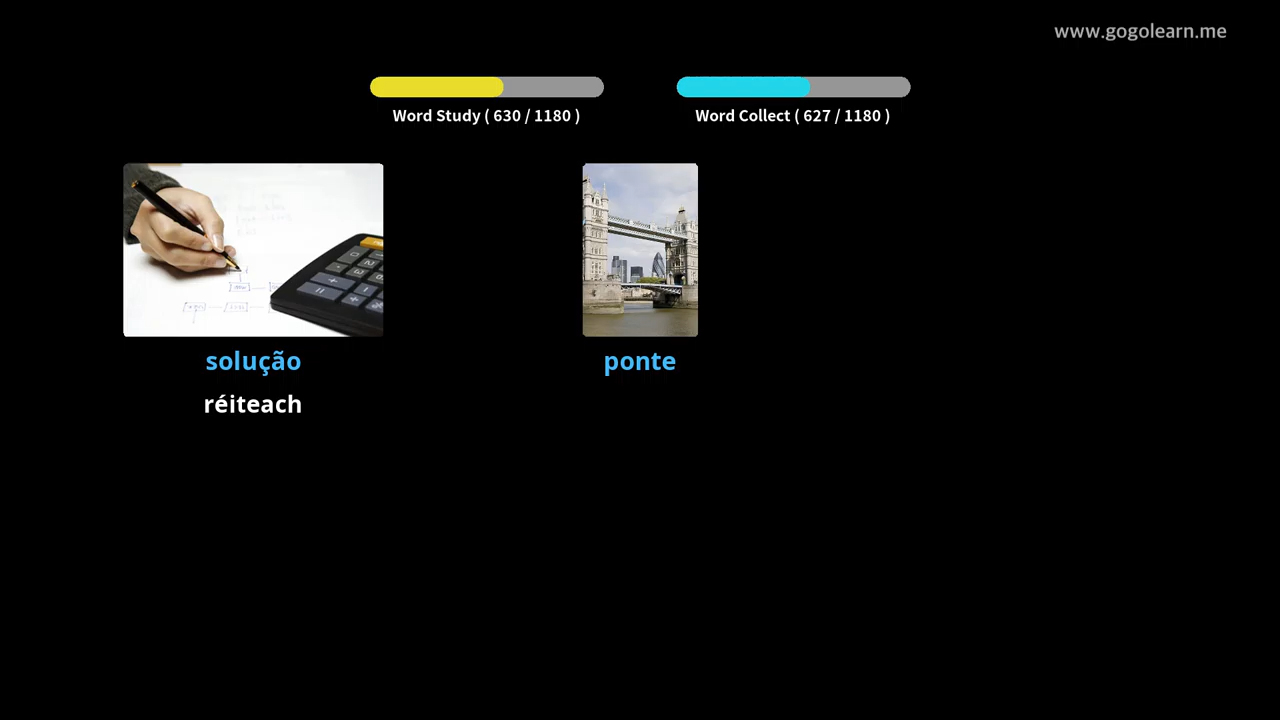 www.gogolearn.me
Word Study ( 630 / 1180 )
Word Collect ( 627 / 1180 )
solução
ponte
réiteach